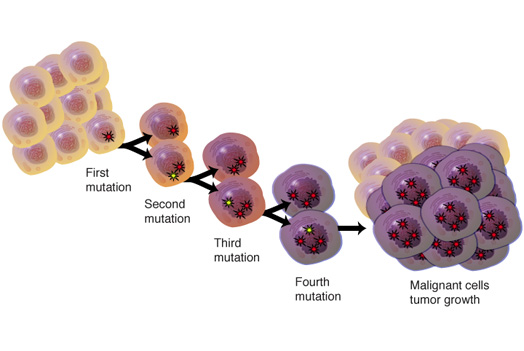 First
mutation
Second
mutation
Third
mutation
Fourth
mutation
Malignant cells
tumor growth